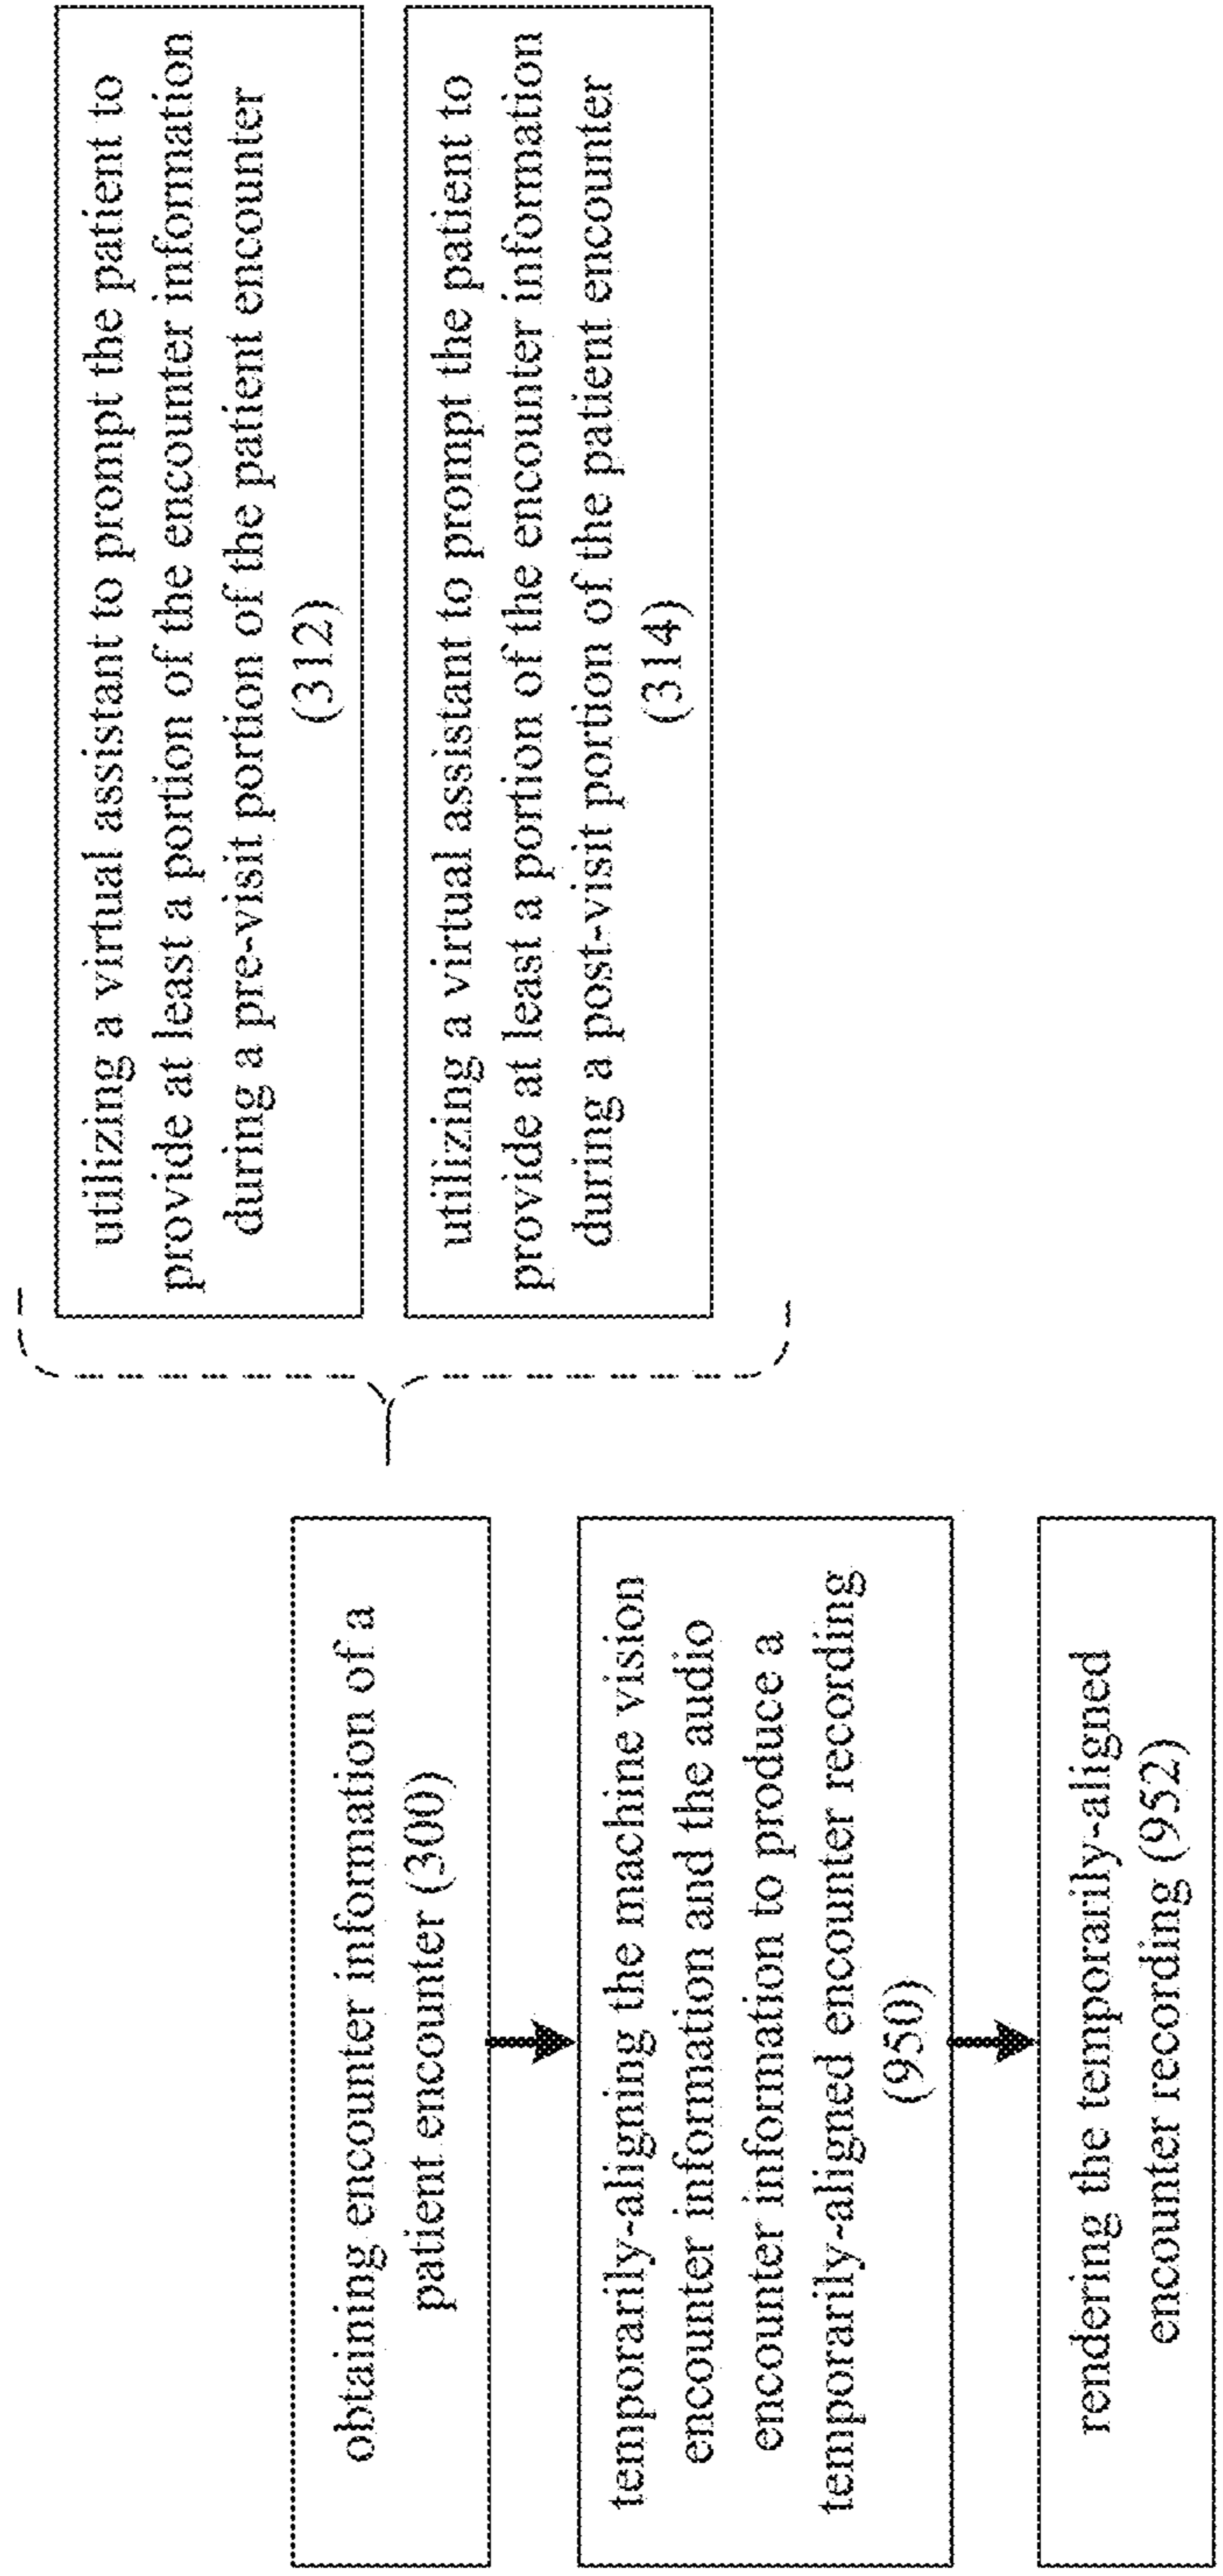 obtaining encounter information of a
patient encounter (300)
temporarily-aligning the machine vision
encounter information and the audio
encounter information to produce a
temporarily-aligned encounter recording
(950)
rendering the temporarily-aligned
encounter recording (952)
utilizing a virtual assistant to prompt the patient to
provide at least a portion of the encounter information
during a pre-visit portion of the patient encounter
(312)
utilizing a virtual assistant to prompt the patient to
provide at least a portion of the encounter information
during a post-visit portion of the patient encounter
(314)